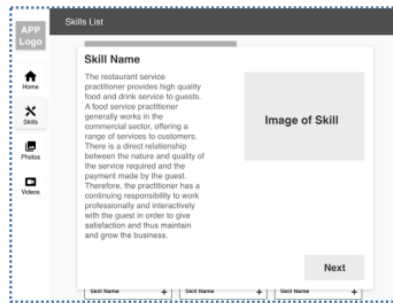 APP
Logo
Skills List
Home
Skills
Photos
Videos
Skill Name
The restaurant service
practitioner provides high quality
food and drink service to guests.
A food service practitioner
generally works in the
commercial sector, offering a
range of services to customers.
There is a direct relationship
between the nature and quality of
the service required and the
payment made by the guest.
Therefore, the practitioner has a
continuing responsibility to work
professionally and interactively
with the guest in order to give
satisfaction and thus maintain
and grow the business.
Image of Skill
Next
Skill Name +
Skill Name +
Skill Name +